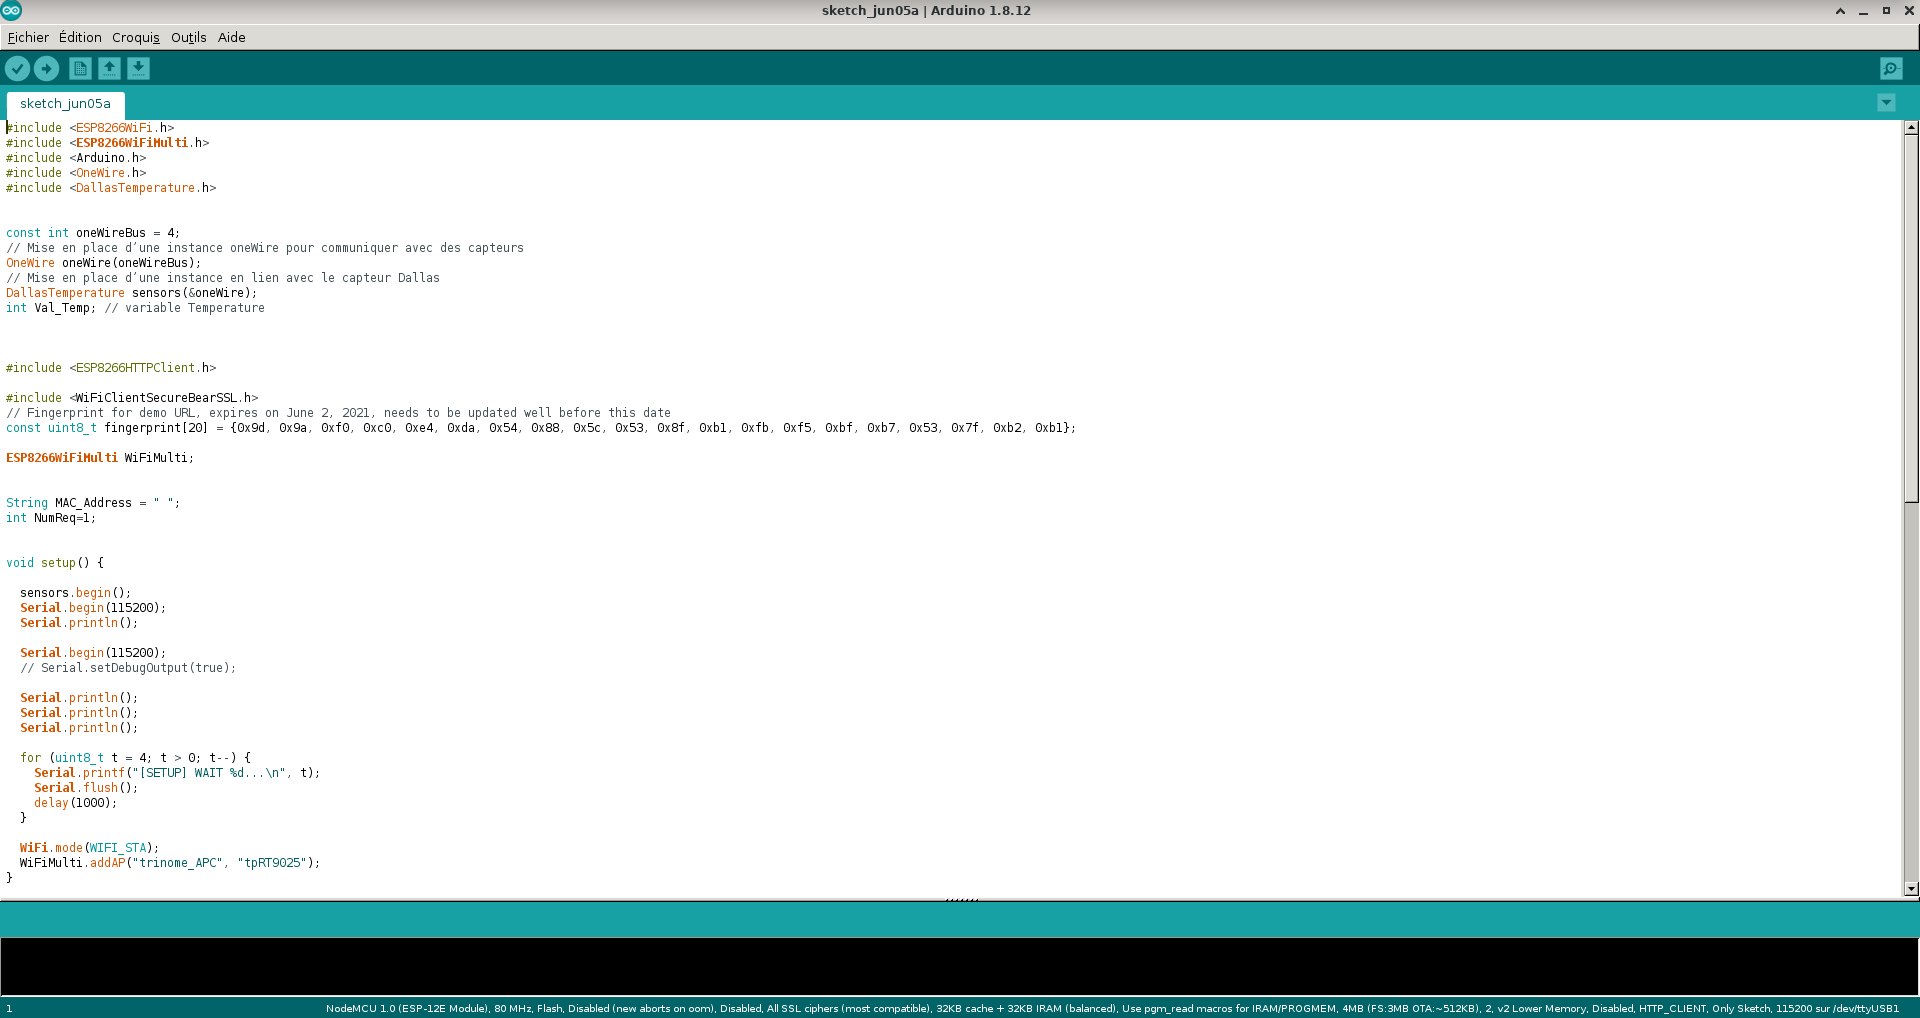 sketch_jun05a | Arduino 1.8.12
Fichier Édition Croquis Outils Aide
sketch_jun05a
#include <ESP8266WiFi.h>
#include <ESP8266WiFiMulti.h>
#include <Arduino.h>
#include <OneWire.h>
#include <DallasTemperature.h>
const int oneWireBus = 4;
// Mise en place d'une instance oneWire pour communiquer avec des capteurs
OneWire oneWire(oneWireBus);
// Mise en place d'une instance en lien avec le capteur Dallas
DallasTemperature sensors(&oneWire);
int Val_Temp; // variable Temperature
#include <ESP8266HTTPClient.h>
#include <WiFiClientSecureBearSSL.h>
// Fingerprint for demo URL, expires on June 2, 2021, needs to be updated well before this date
const uint8_t fingerprint[20] = {0x9d, 0x9a, 0xf0, 0xc0, 0xe4, 0xda, 0x54, 0x88, 0x5c, 0x53, 0x8f, 0xb1, 0xfb, 0xf5, 0xbf, 0xb7, 0x53, 0x7f, 0xb2, 0xb1};
ESP8266WiFiMulti WiFiMulti;
String MAC_Address = " ";
int NumReq=1;
void setup() {
  sensors.begin();
  Serial.begin(115200);
  Serial.println();
  Serial.begin(115200);
  // Serial.setDebugOutput(true);
  Serial.println();
  Serial.println();
  Serial.println();
  for (uint8_t t = 4; t > 0; t--) {
    Serial.printf("[SETUP] WAIT %d...\n", t);
    Serial.flush();
    delay(1000);
  }
  WiFi.mode(WIFI_STA);
  WiFiMulti.addAP("trinome_APC", "tpRT9025");
}
1 NodeMCU 1.0 (ESP-12E Module), 80 MHz, Flash, Disabled (new aborts on oom), Disabled, All SSL ciphers (most compatible), 32KB cache + 32KB IRAM (balanced), Use pgm_read macros for IRAM/PROGMEM, 4MB (FS:3MB OTA:~512KB), 2, v2 Lower Memory, Disabled, HTTP_CLIENT, Only Sketch, 115200 sur /dev/ttyUSB1